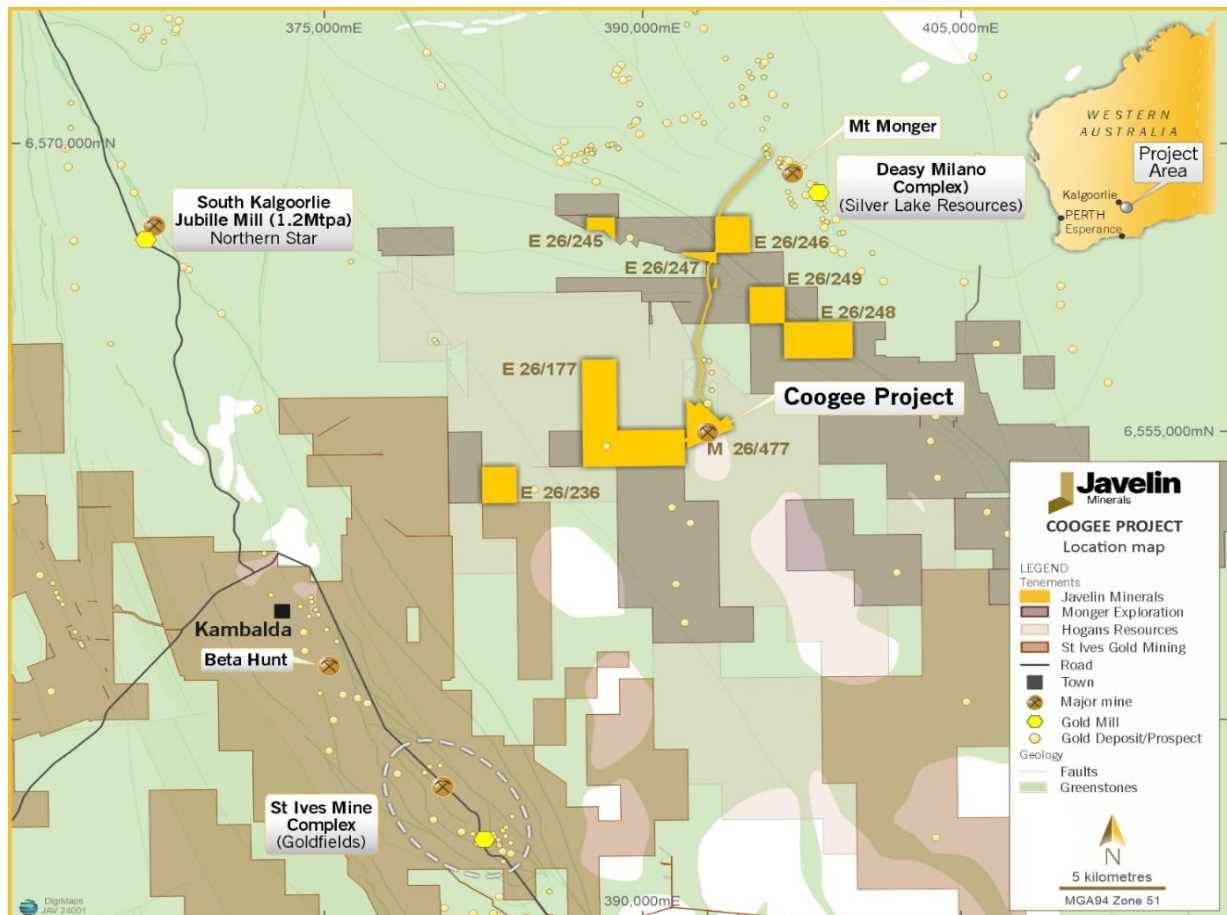 375,000mE
390,000mE
405,000mE
6,570,000mN
Mt Monger
Deasy Milano
Complex)
(Silver Lake Resources)
South Kalgoorlie
Jubille Mill (1.2Mtpa)
Northern Star
WESTERN
AUSTRALIA
Project
Area
Kalgoorlie
PERTH
Esperance
E 26/245
E 26/246
E 26/247
E 26/249
E 26/248
E 26/177
Coogee Project
M 26/477
6,555,000mN
E 26/236
Kambalda
Beta Hunt
St Ives Mine
Complex
(Goldfields)
Javelin
Minerals
COOGEE PROJECT
Location map
LEGEND
Tenements
Javelin Minerals
Monger Exploration
Hogans Resources
St Ives Gold Mining
Road
Town
Major mine
Gold Mill
Gold Deposit/Prospect
Geology
Faults
Greenstones
N
5 kilometres
MGA94 Zone 51
DigiMaps
JAV 24001
390,000mE